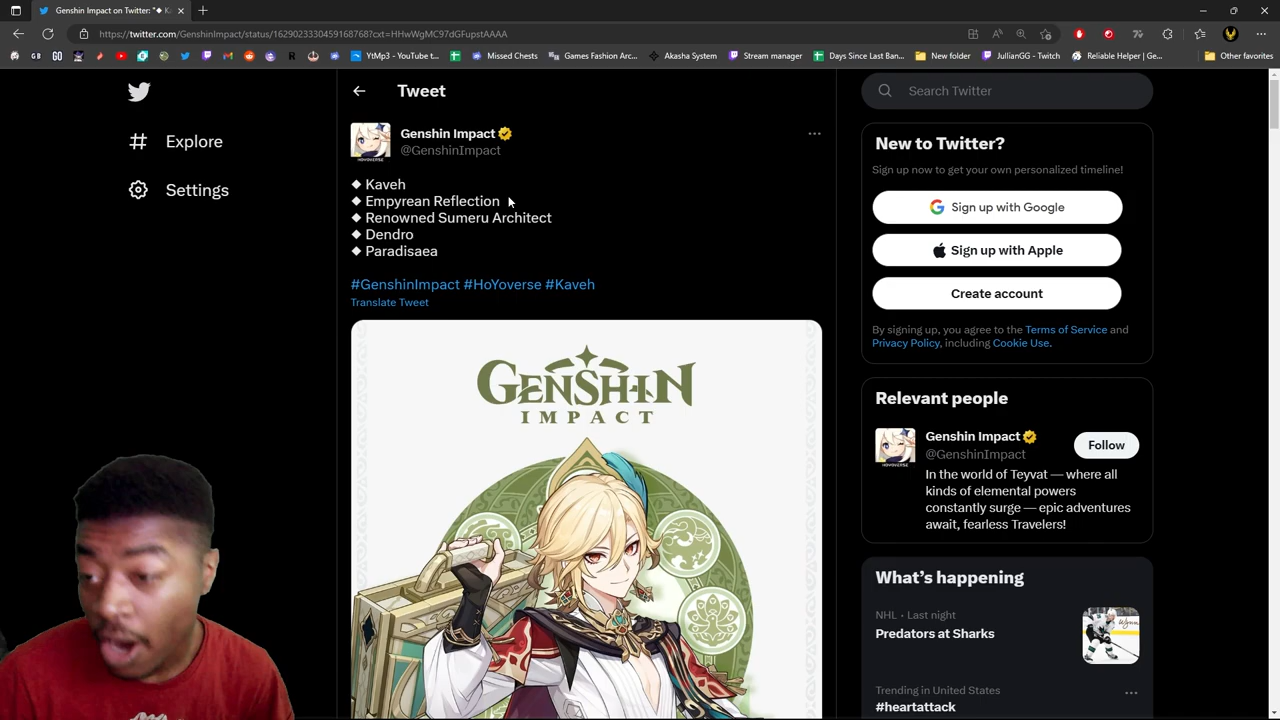 Genshin Impact on Twitter: "◆ Ka
https://twitter.com/GenshinImpact/status/1629023330459168768?cxt=HHwWgMC97dGFupstAAAA
YtMp3 - YouTube t...
Missed Chests
Games Fashion Arc...
Akasha System
Stream manager
Days Since Last Ban...
New folder
JulianGG - Twitch
Reliable Helper | Ge...
Other favorites
Explore
Settings
Tweet
Genshin Impact
@GenshinImpact
◆ Kaveh
◆ Empyrean Reflection
◆ Renowned Sumeru Architect
◆ Dendro
◆ Paradisaea
#GenshinImpact #HoYoverse #Kaveh
Translate Tweet
GENSHIN
IMPACT
Search Twitter
New to Twitter?
Sign up now to get your own personalized timeline!
Sign up with Google
Sign up with Apple
Create account
By signing up, you agree to the Terms of Service and
Privacy Policy, including Cookie Use.
Relevant people
Genshin Impact
@GenshinImpact
Follow
In the world of Teyvat — where all
kinds of elemental powers
constantly surge — epic adventures
await, fearless Travelers!
What's happening
NHL · Last night
Predators at Sharks
Trending in United States
#heartattack